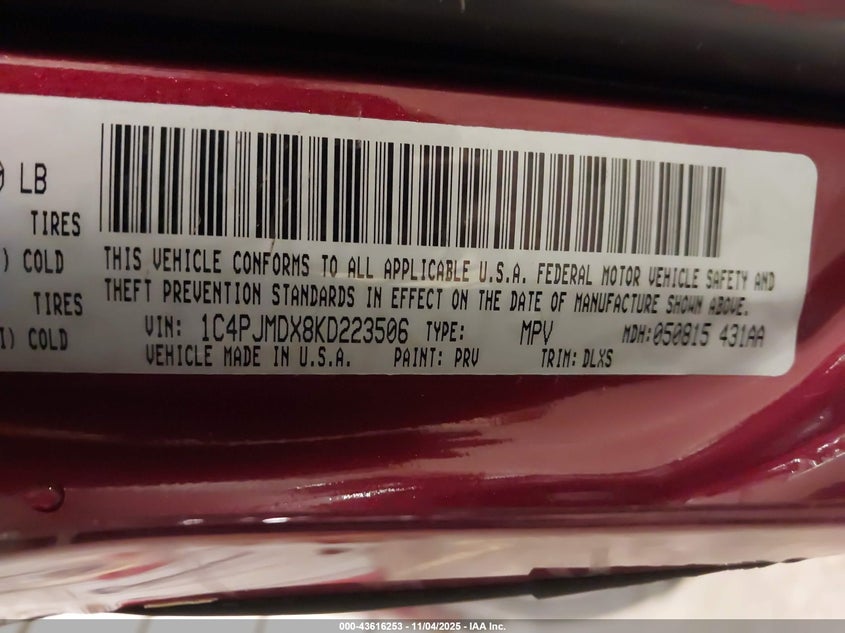 LB
TIRES
) COLD
TIRES
I) COLD
THIS VEHICLE CONFORMS TO ALL APPLICABLE U.S.A. FEDERAL MOTOR VEHICLE SAFETY AND
THEFT PREVENTION STANDARDS IN EFFECT ON THE DATE OF MANUFACTURE SHOWN ABOVE.
VIN: 1C4PJMDX8KD223506 TYPE: MPV MDH:050815 431AA
VEHICLE MADE IN U.S.A. PAINT: PRV TRIM: DLXS
000-43616253 — 11/04/2025 — IAA Inc.